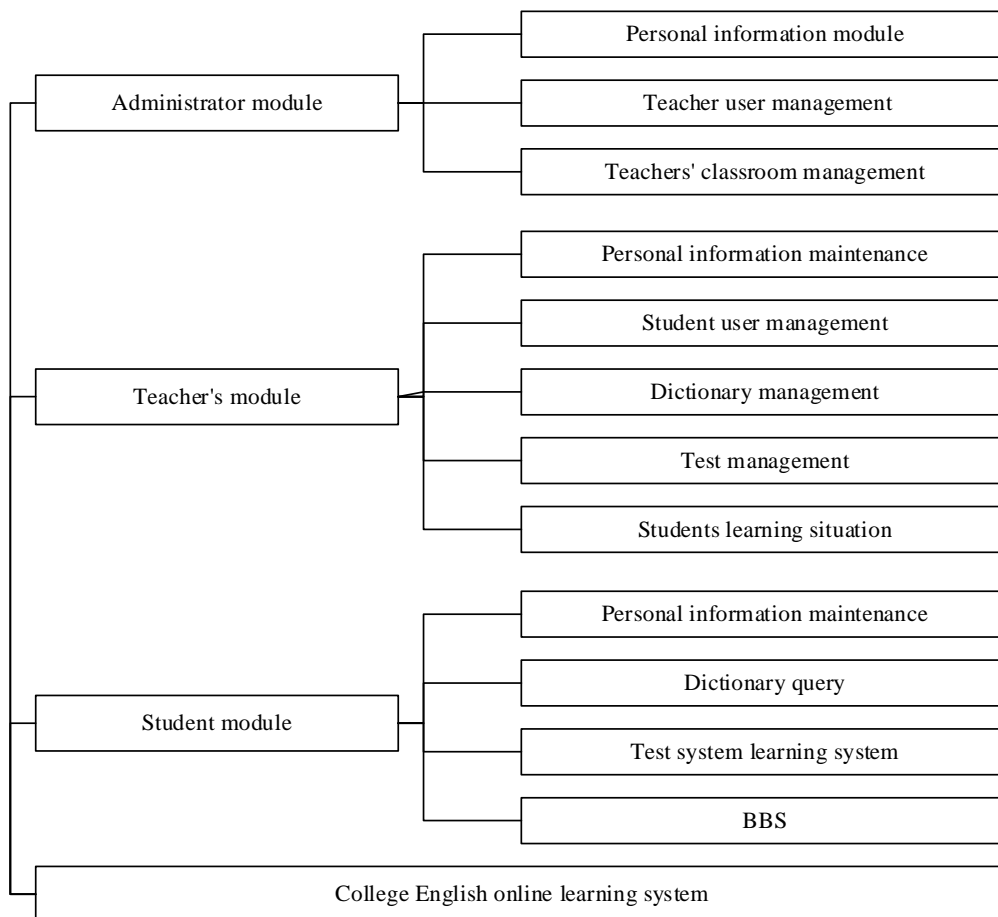 Personal information module
Administrator module
Teacher user management
Teachers' classroom management
Personal information maintenance
Student user management
Teacher's module
Dictionary management
Test management
Students learning situation
Personal information maintenance
Dictionary query
Student module
Test system learning system
BBS
College English online learning system